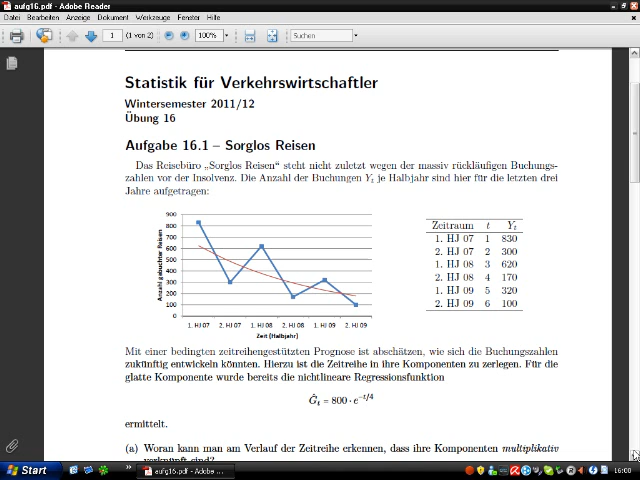 aufg16.pdf - Adobe Reader
Datei Bearbeiten Anzeige Dokument Werkzeuge Fenster Hilfe
1 (1 von 2) 100% Suchen
Statistik für Verkehrswirtschaftler
Wintersemester 2011/12
Übung 16
Aufgabe 16.1 – Sorglos Reisen
Das Reisebüro „Sorglos Reisen“ steht nicht zuletzt wegen der massiv rückläufigen Buchungs-
zahlen vor der Insolvenz. Die Anzahl der Buchungen Yt je Halbjahr sind hier für die letzten drei
Jahre aufgetragen:
900
800
700
600
500
400
300
200
100
0
Anzahl gebuchter Reisen
1. HJ 07 2. HJ 07 1. HJ 08 2. HJ 08 1. HJ 09 2. HJ 09
Zeit (Halbjahr)
Zeitraum t Yt
1. HJ 07 1 830
2. HJ 07 2 300
1. HJ 08 3 620
2. HJ 08 4 170
1. HJ 09 5 320
2. HJ 09 6 100
Mit einer bedingten zeitreihengestützten Prognose ist abschätzen, wie sich die Buchungszahlen
zukünftig entwickeln könnten. Hierzu ist die Zeitreihe in ihre Komponenten zu zerlegen. Für die
glatte Komponente wurde bereits die nichtlineare Regressionsfunktion
Ĝt = 800 · e^−t/4
ermittelt.
(a) Woran kann man am Verlauf der Zeitreihe erkennen, dass ihre Komponenten multiplikativ
verknüpft sind?
Start » aufg16.pdf - Adobe ... 16:00